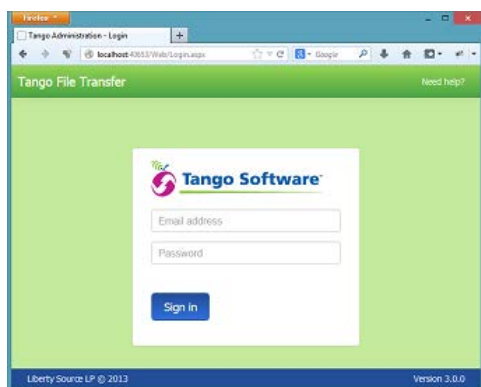 Firefox
Tango Administration - Login
localhost:40653/Web/Login.aspx
Google
Tango File Transfer
Need help?
Tango Software
Email address
Password
Sign in
Liberty Source LP © 2013
Version 3.0.0